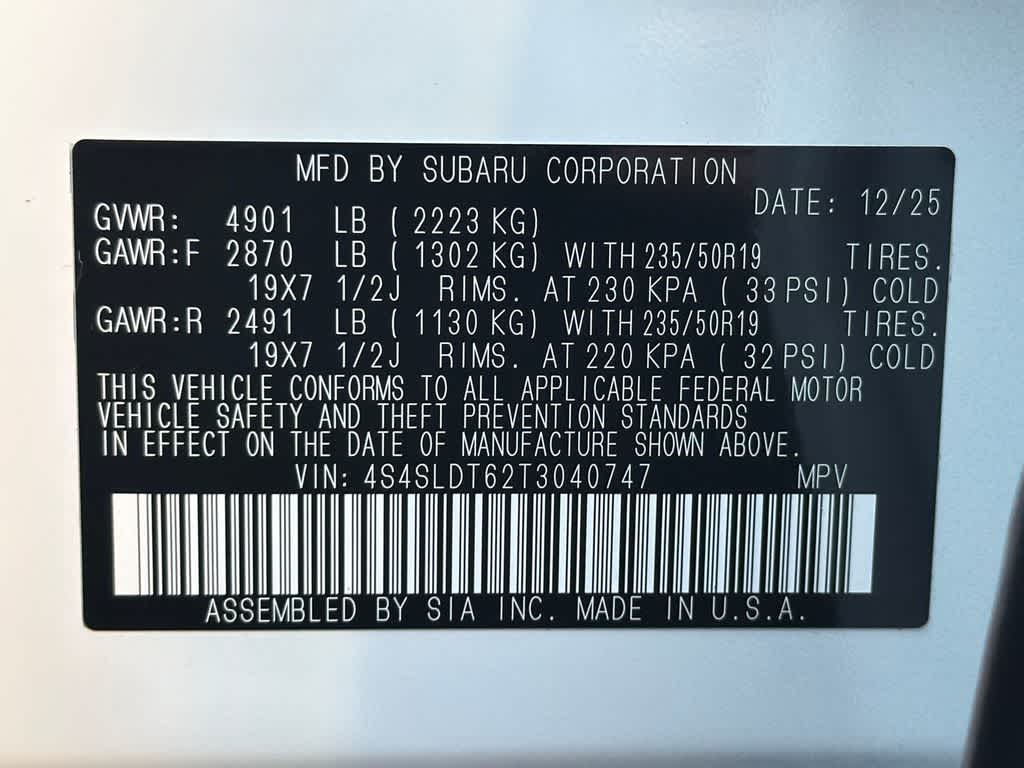 MFD BY SUBARU CORPORATION
DATE: 12/25
GVWR: 4901 LB ( 2223 KG)
GAWR:F 2870 LB ( 1302 KG) WITH 235/50R19 TIRES.
19X7 1/2J RIMS. AT 230 KPA ( 33 PSI) COLD
GAWR:R 2491 LB ( 1130 KG) WITH 235/50R19 TIRES.
19X7 1/2J RIMS. AT 220 KPA ( 32 PSI) COLD
THIS VEHICLE CONFORMS TO ALL APPLICABLE FEDERAL MOTOR
VEHICLE SAFETY AND THEFT PREVENTION STANDARDS
IN EFFECT ON THE DATE OF MANUFACTURE SHOWN ABOVE.
VIN: 4S4SLDT62T3040747 MPV
ASSEMBLED BY SIA INC. MADE IN U.S.A.